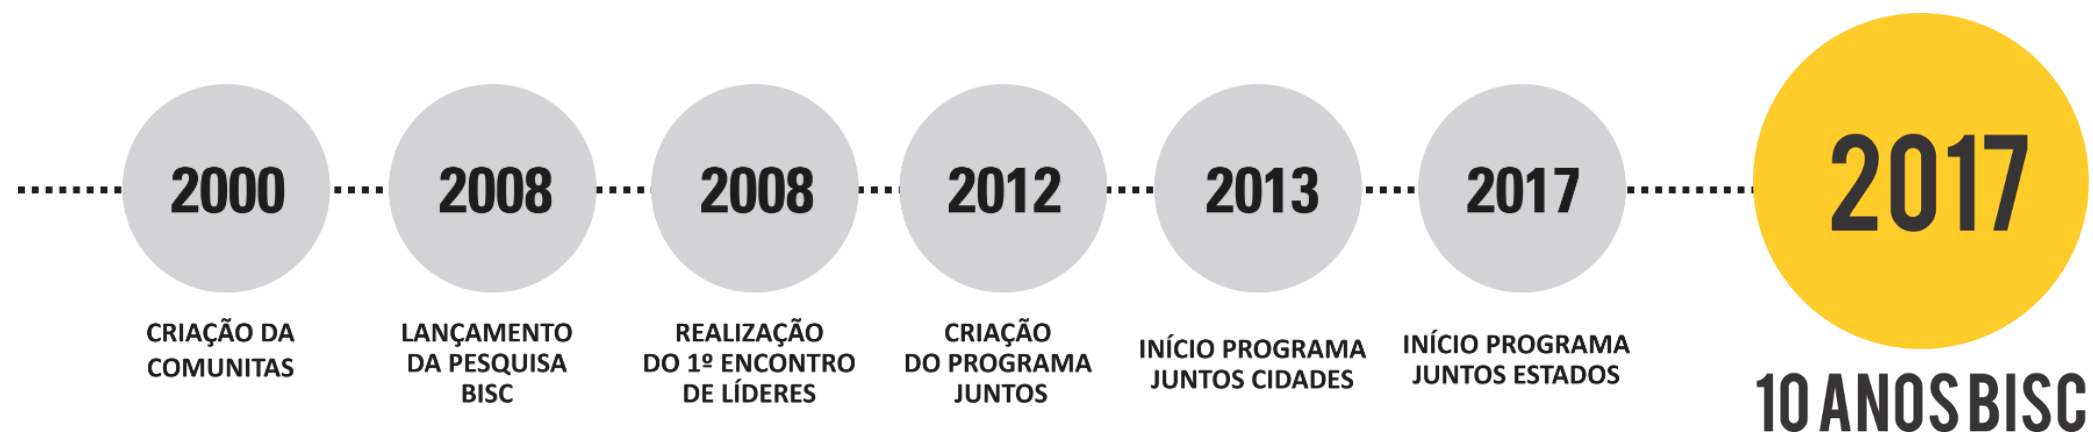 2000
CRIAÇÃO DA
COMUNITAS
2008
LANÇAMENTO
DA PESQUISA
BISC
2008
REALIZAÇÃO
DO 1º ENCONTRO
DE LÍDERES
2012
CRIAÇÃO
DO PROGRAMA
JUNTOS
2013
INÍCIO PROGRAMA
JUNTOS CIDADES
2017
INÍCIO PROGRAMA
JUNTOS ESTADOS
2017
10 ANOS BISC